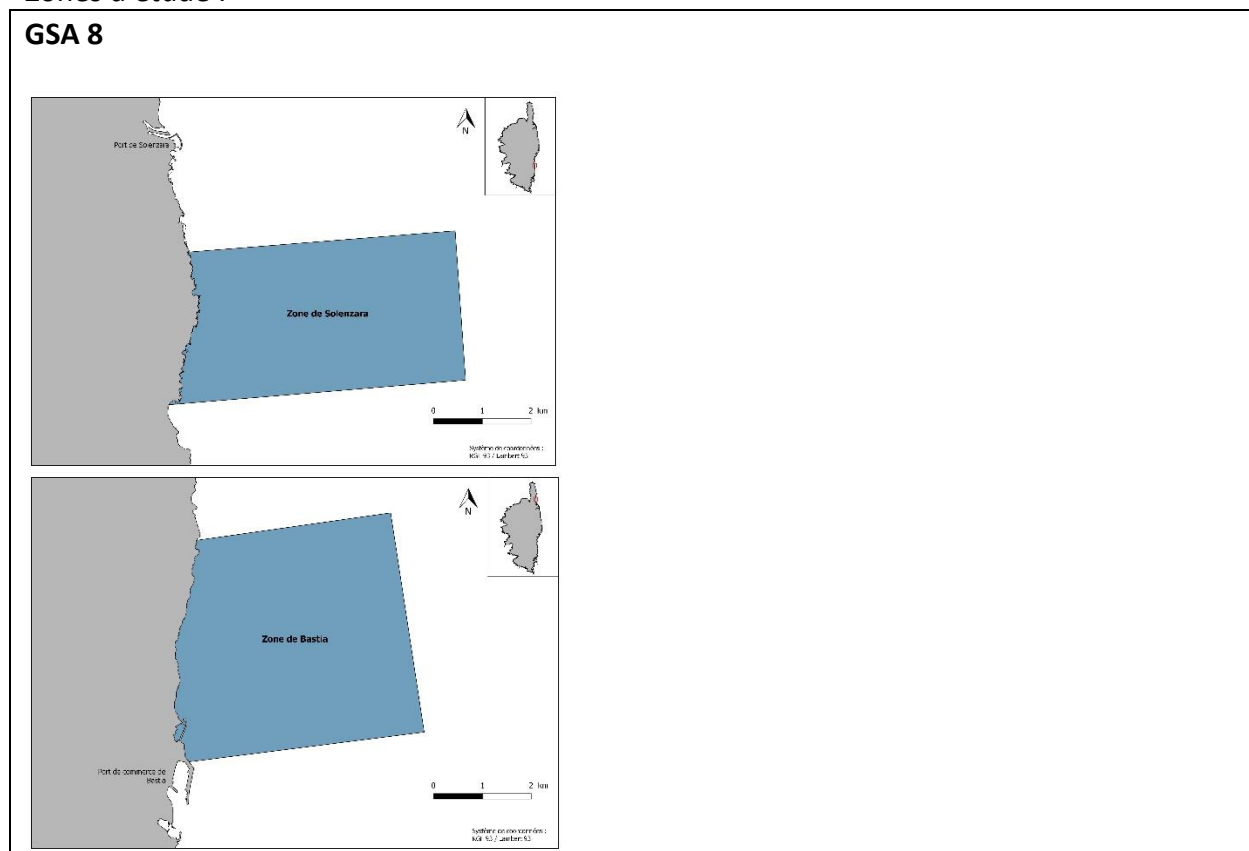 GSA 8
Port de Solenzara
N
Zone de Solenzara
0 1 2 km
Système de coordonnées :
RGF 93 / Lambert 93
N
Zone de Bastia
Port de commerce de
Bastia
0 1 2 km
Système de coordonnées :
RGF 93 / Lambert 93